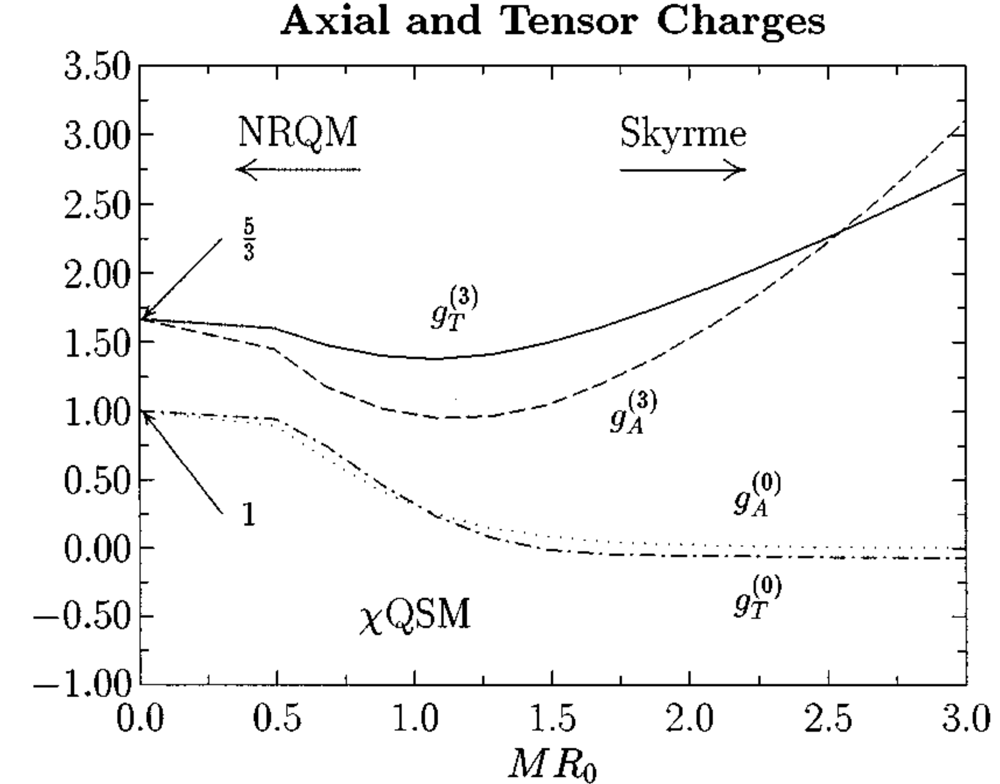 Axial and Tensor Charges
3.50
3.00
2.50
2.00
1.50
1.00
0.50
0.00
−0.50
−1.00
NRQM
Skyrme
5/3
g_T^(3)
g_A^(3)
g_A^(0)
1
g_T^(0)
χQSM
0.0 0.5 1.0 1.5 2.0 2.5 3.0
MR₀